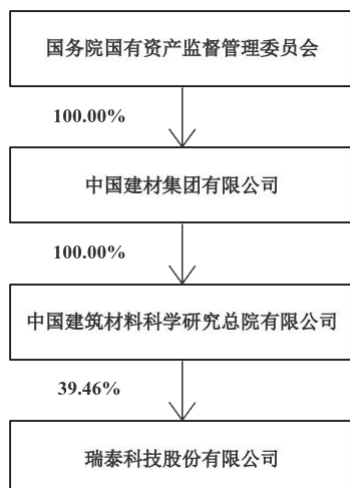 国务院国有资产监督管理委员会
100.00%
中国建材集团有限公司
100.00%
中国建筑材料科学研究总院有限公司
39.46%
瑞泰科技股份有限公司